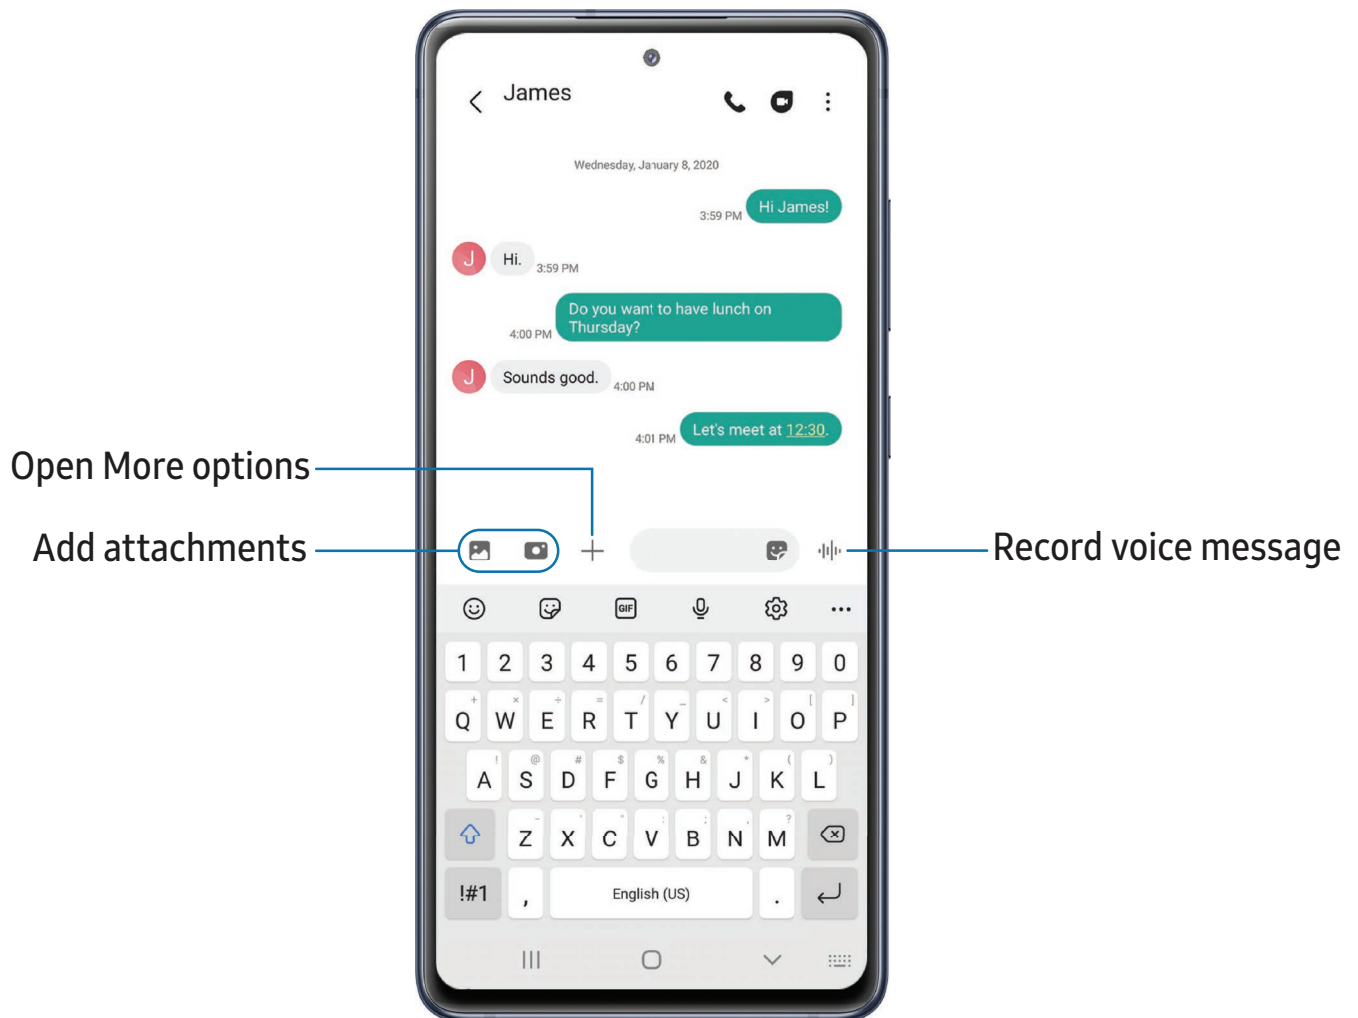 James
Wednesday, January 8, 2020
3:59 PM Hi James!
J Hi. 3:59 PM
Do you want to have lunch on
4:00 PM Thursday?
J Sounds good. 4:00 PM
4:01 PM Let's meet at 12:30.
Open More options
Add attachments
Record voice message
GIF
1 2 3 4 5 6 7 8 9 0
+ × ÷ = / _ < > [ ]
Q W E R T Y U I O P
! @ # $ % & * ( )
A S D F G H J K L
- ' " : ; , ?
Z X C V B N M
!#1 , English (US) .